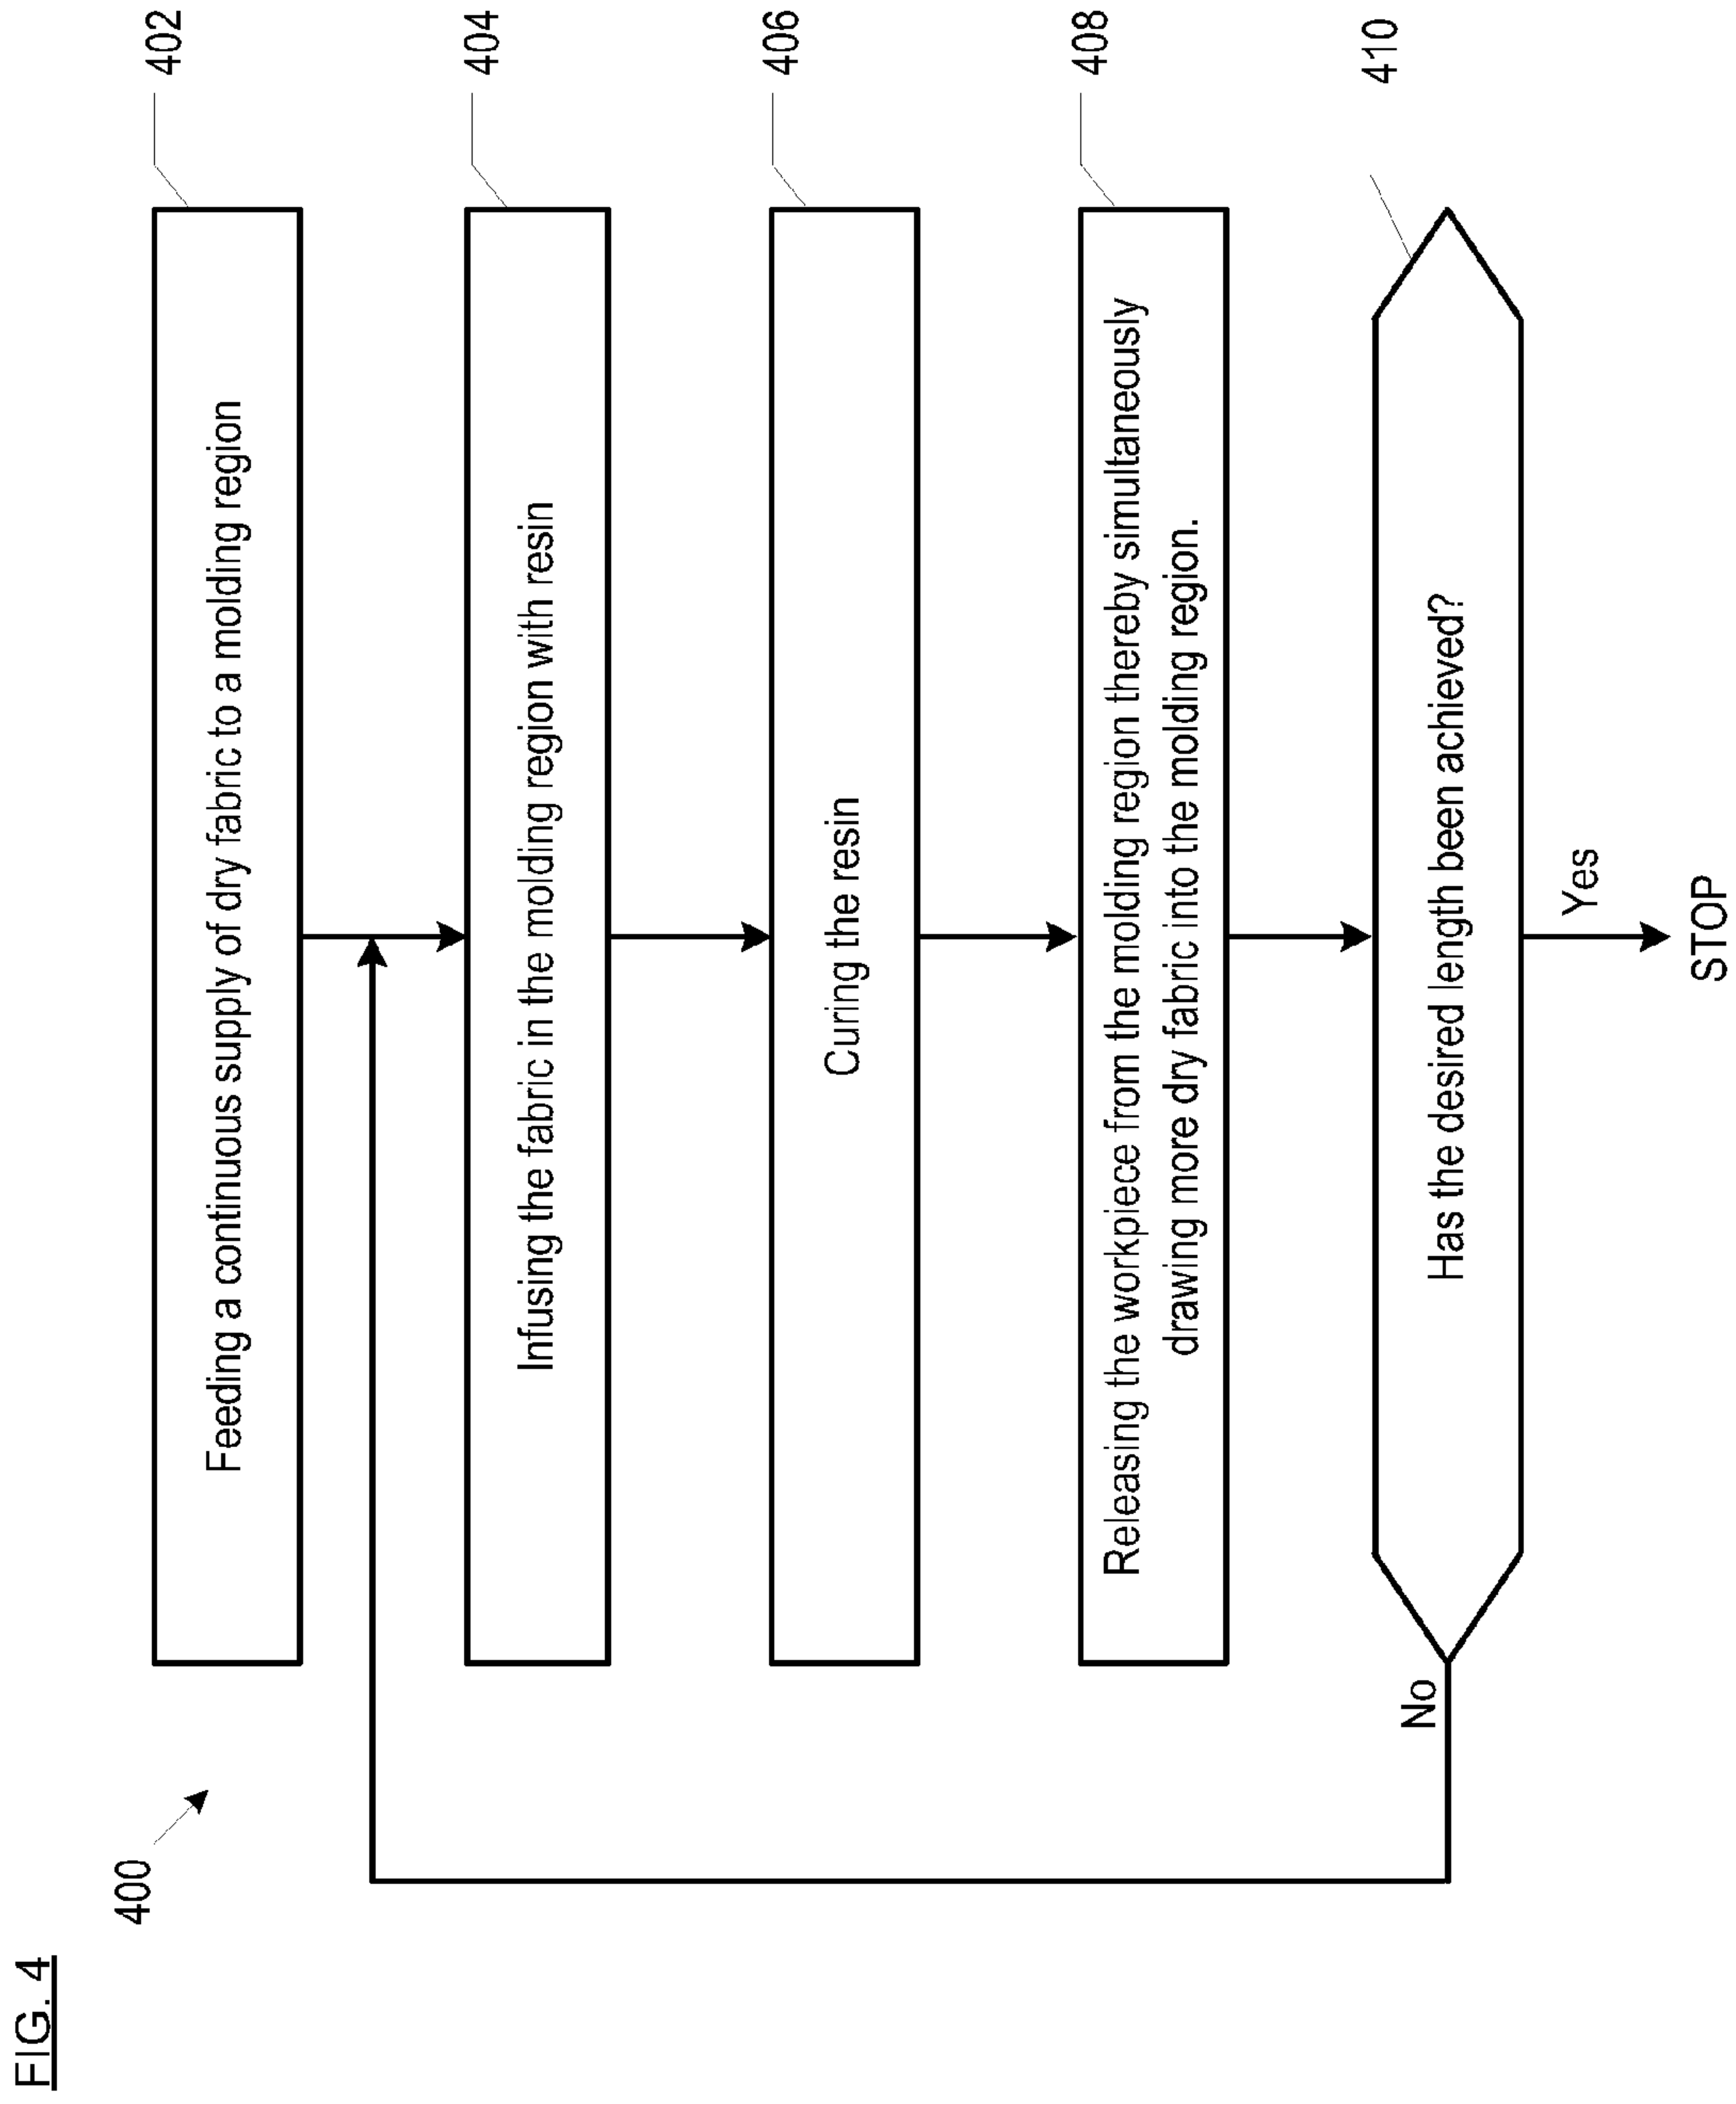 FIG. 4
400
402
Feeding a continuous supply of dry fabric to a molding region
404
Infusing the fabric in the molding region with resin
406
Curing the resin
408
Releasing the workpiece from the molding region thereby simultaneously
drawing more dry fabric into the molding region.
410
Has the desired length been achieved?
No
Yes
STOP